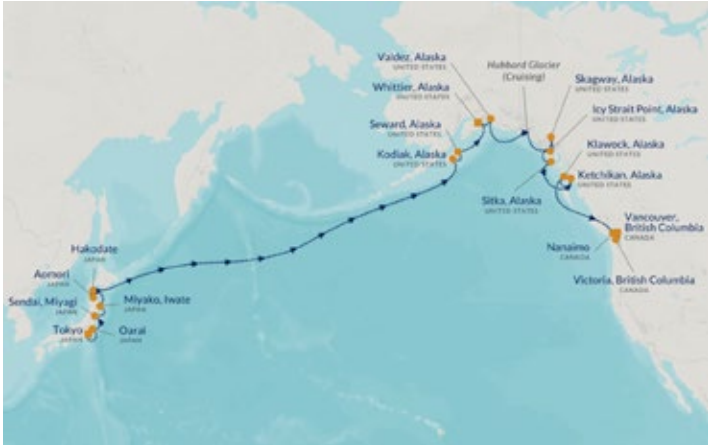 Valdez, Alaska
UNITED STATES
Hubbard Glacier
(Cruising)
Skagway, Alaska
UNITED STATES
Whittier, Alaska
UNITED STATES
Icy Strait Point, Alaska
UNITED STATES
Seward, Alaska
UNITED STATES
Klawock, Alaska
UNITED STATES
Kodiak, Alaska
UNITED STATES
Ketchikan, Alaska
UNITED STATES
Sitka, Alaska
UNITED STATES
Vancouver,
British Columbia
CANADA
Nanaimo
CANADA
Victoria, British Columbia
CANADA
Hakodate
JAPAN
Aomori
JAPAN
Sendai, Miyagi
JAPAN
Miyako, Iwate
JAPAN
Tokyo
JAPAN
Oarai
JAPAN